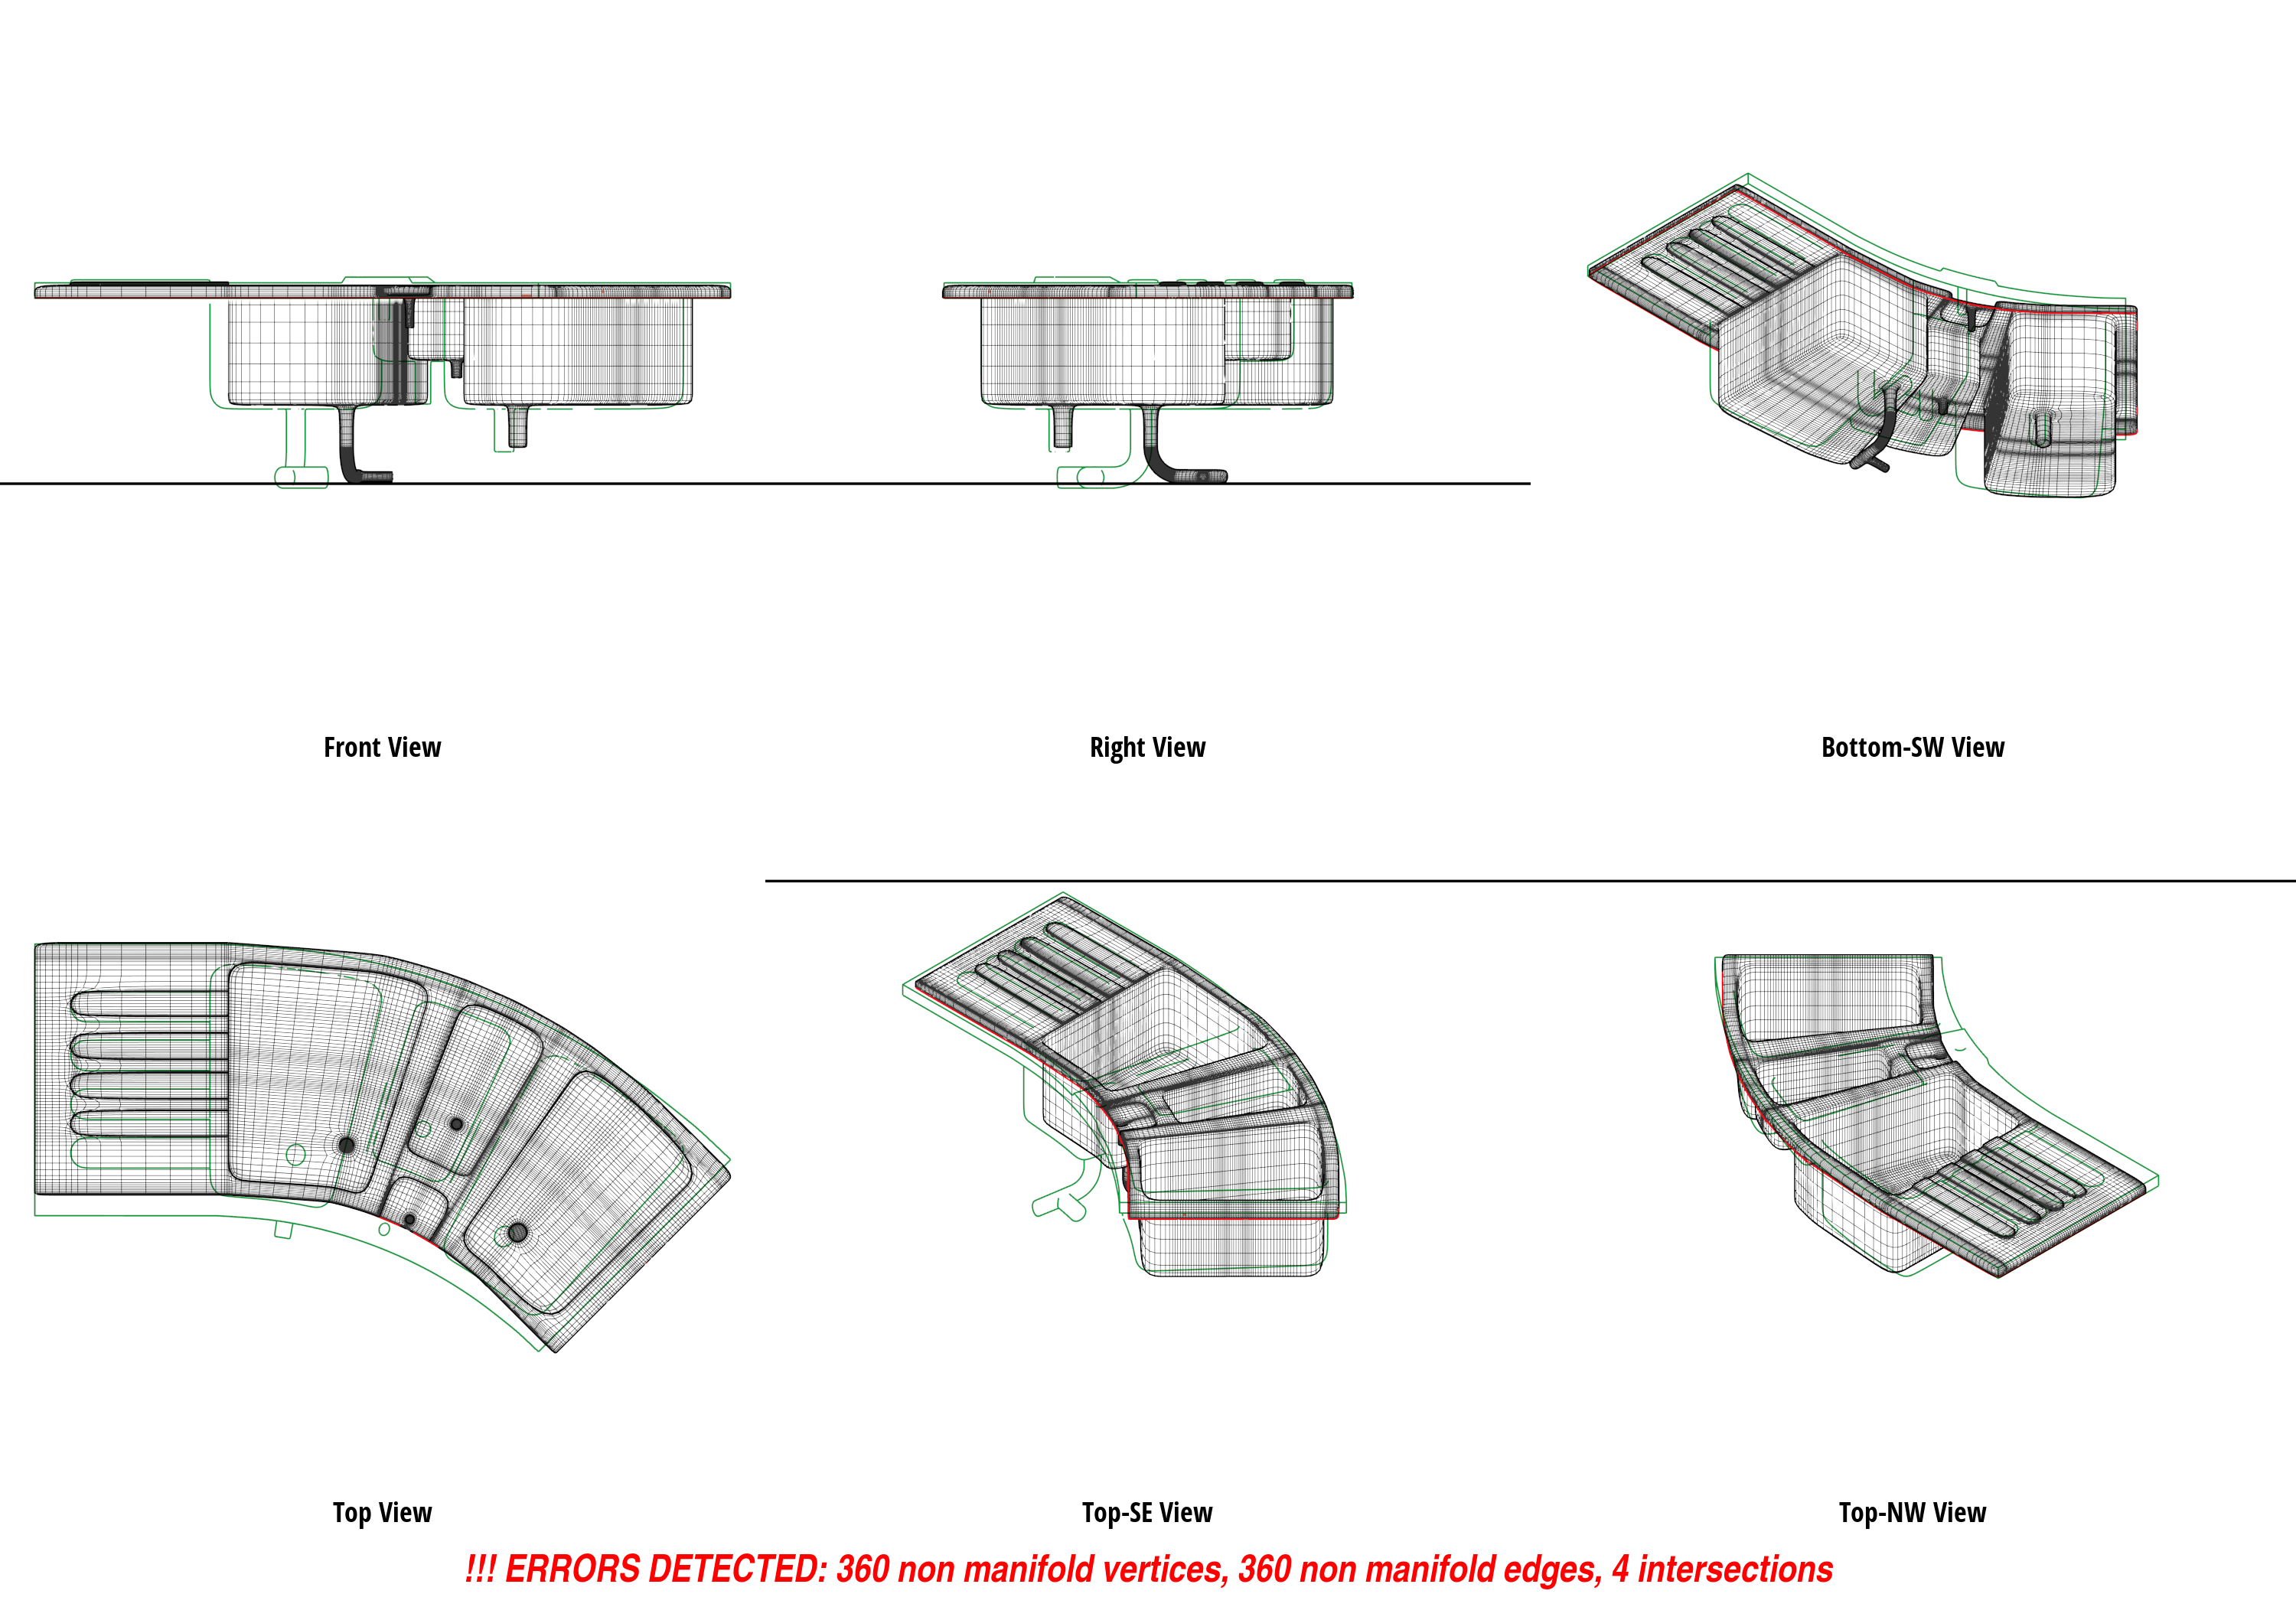 Front View
Right View
Bottom-SW View
Top View
Top-SE View
Top-NW View
!!! ERRORS DETECTED: 360 non manifold vertices, 360 non manifold edges, 4 intersections